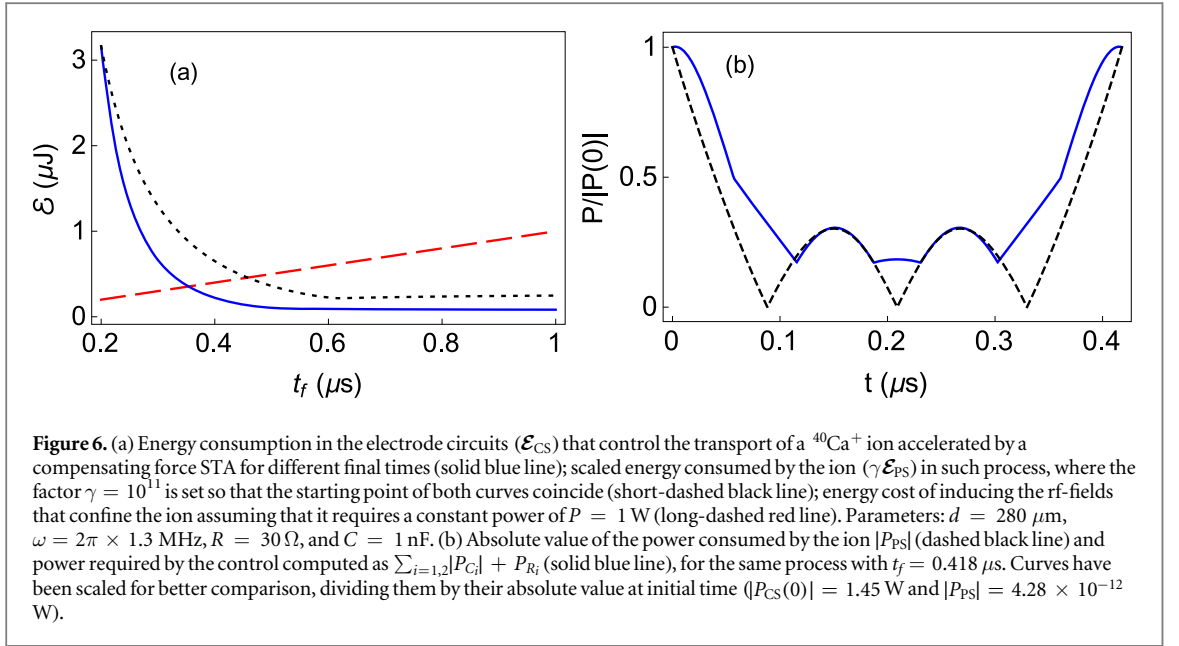 (a)
3
2
1
0
ℰ (μJ)
0.2 0.4 0.6 0.8 1
t_f (μs)
(b)
1
0.5
0
P/|P(0)|
0 0.1 0.2 0.3 0.4
t (μs)
Figure 6. (a) Energy consumption in the electrode circuits (ℰ_CS) that control the transport of a ⁴⁰Ca⁺ ion accelerated by a
compensating force STA for different final times (solid blue line); scaled energy consumed by the ion (γℰ_PS) in such process, where the
factor γ = 10¹¹ is set so that the starting point of both curves coincide (short-dashed black line); energy cost of inducing the rf-fields
that confine the ion assuming that it requires a constant power of P = 1 W (long-dashed red line). Parameters: d = 280 μm,
ω = 2π × 1.3 MHz, R = 30 Ω, and C = 1 nF. (b) Absolute value of the power consumed by the ion |P_PS| (dashed black line) and
power required by the control computed as ∑_{i=1,2}|P_{C_i}| + P_{R_i} (solid blue line), for the same process with t_f = 0.418 μs. Curves have
been scaled for better comparison, dividing them by their absolute value at initial time (|P_CS(0)| = 1.45 W and |P_PS| = 4.28 × 10⁻¹²
W).